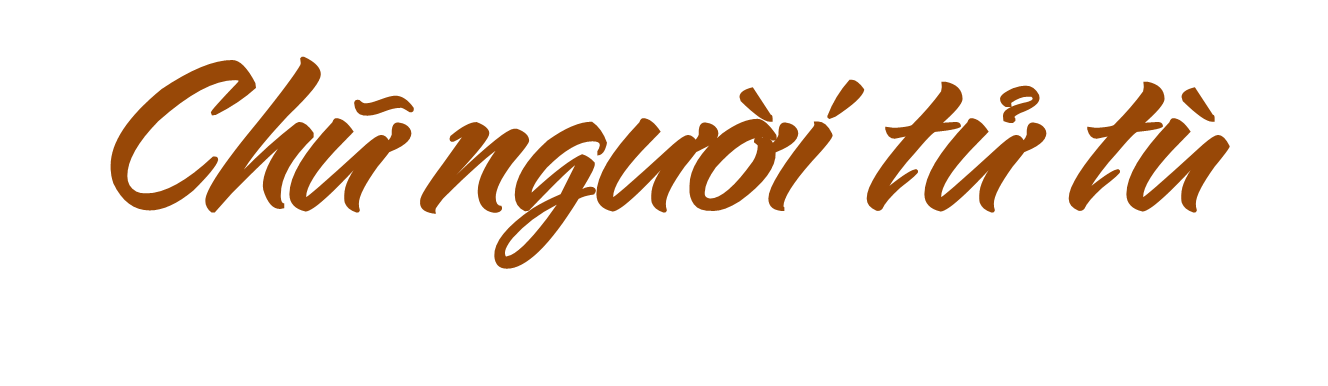 Chữ người tử tù